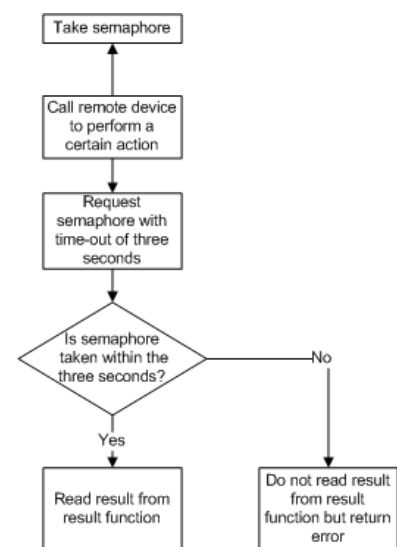 Take semaphore
Call remote device
to perform a
certain action
Request
semaphore with
time-out of three
seconds
Is semaphore
taken within the
three seconds?
No
Yes
Read result from
result function
Do not read result
from result
function but return
error